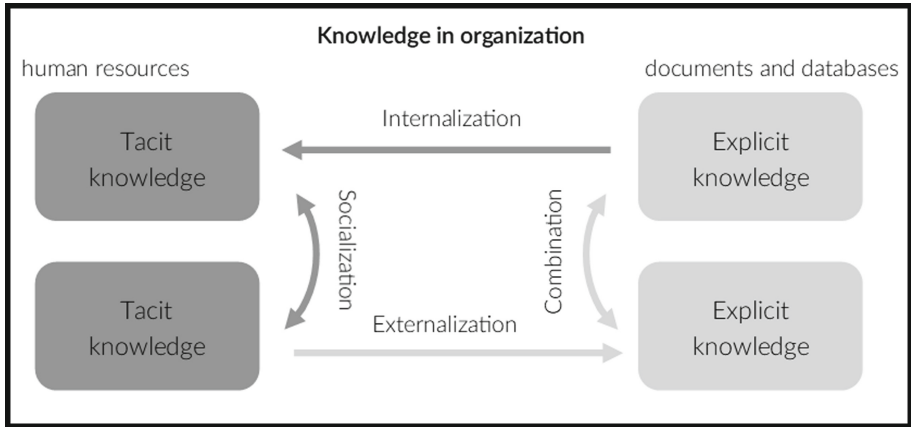 Knowledge in organization
human resources
documents and databases
Tacit
knowledge
Internalization
Explicit
knowledge
Socialization
Combination
Tacit
knowledge
Externalization
Explicit
knowledge